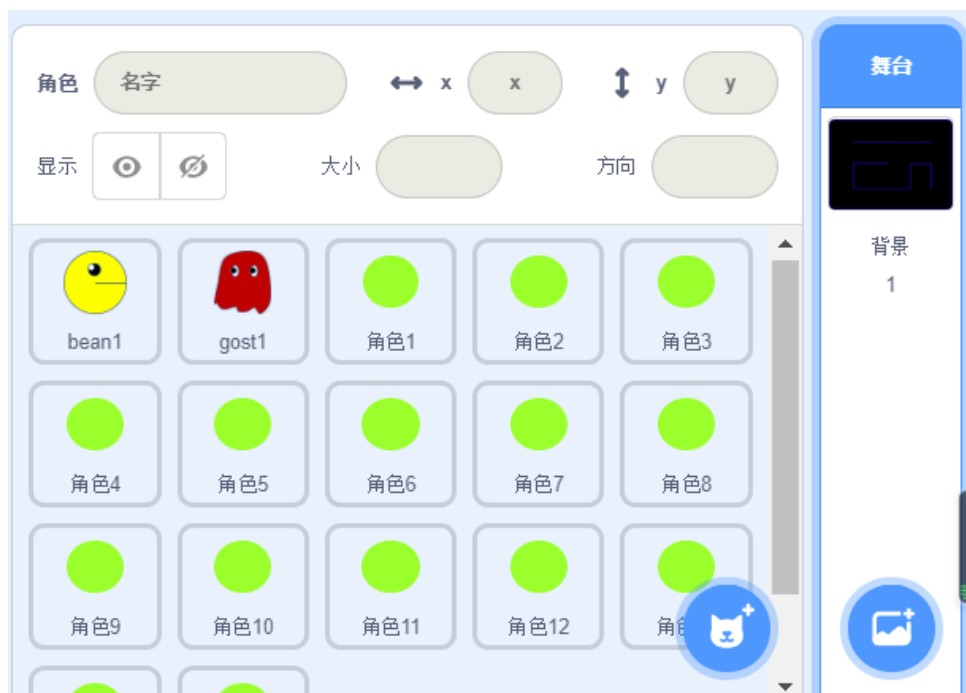 角色 名字 x x y y
舞台
显示 大小 方向
背景
1
bean1 gost1 角色1 角色2 角色3
角色4 角色5 角色6 角色7 角色8
角色9 角色10 角色11 角色12 角